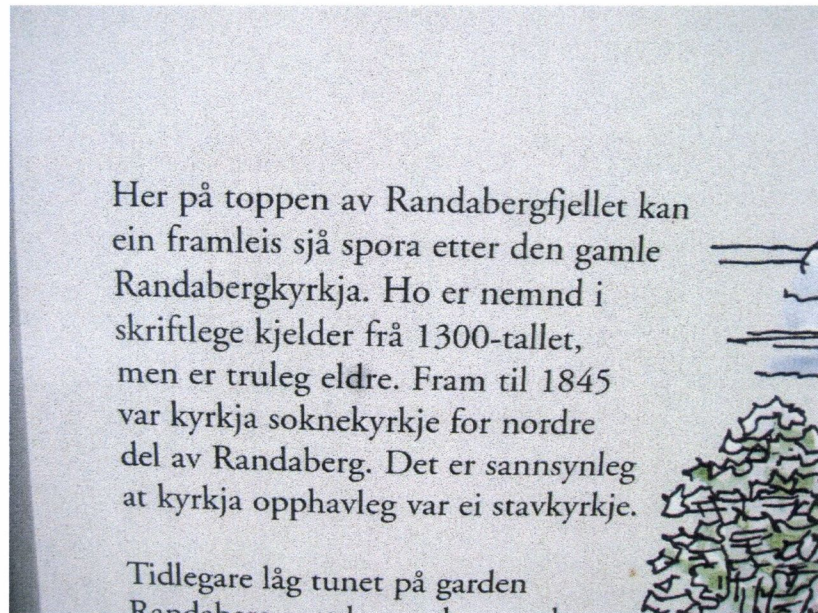 Her på toppen av Randabergfjellet kan
ein framleis sjå spora etter den gamle
Randabergkyrkja. Ho er nemnd i
skriftlege kjelder frå 1300-tallet,
men er truleg eldre. Fram til 1845
var kyrkja soknekyrkje for nordre
del av Randaberg. Det er sannsynleg
at kyrkja opphavleg var ei stavkyrkje.
Tidlegare låg tunet på garden